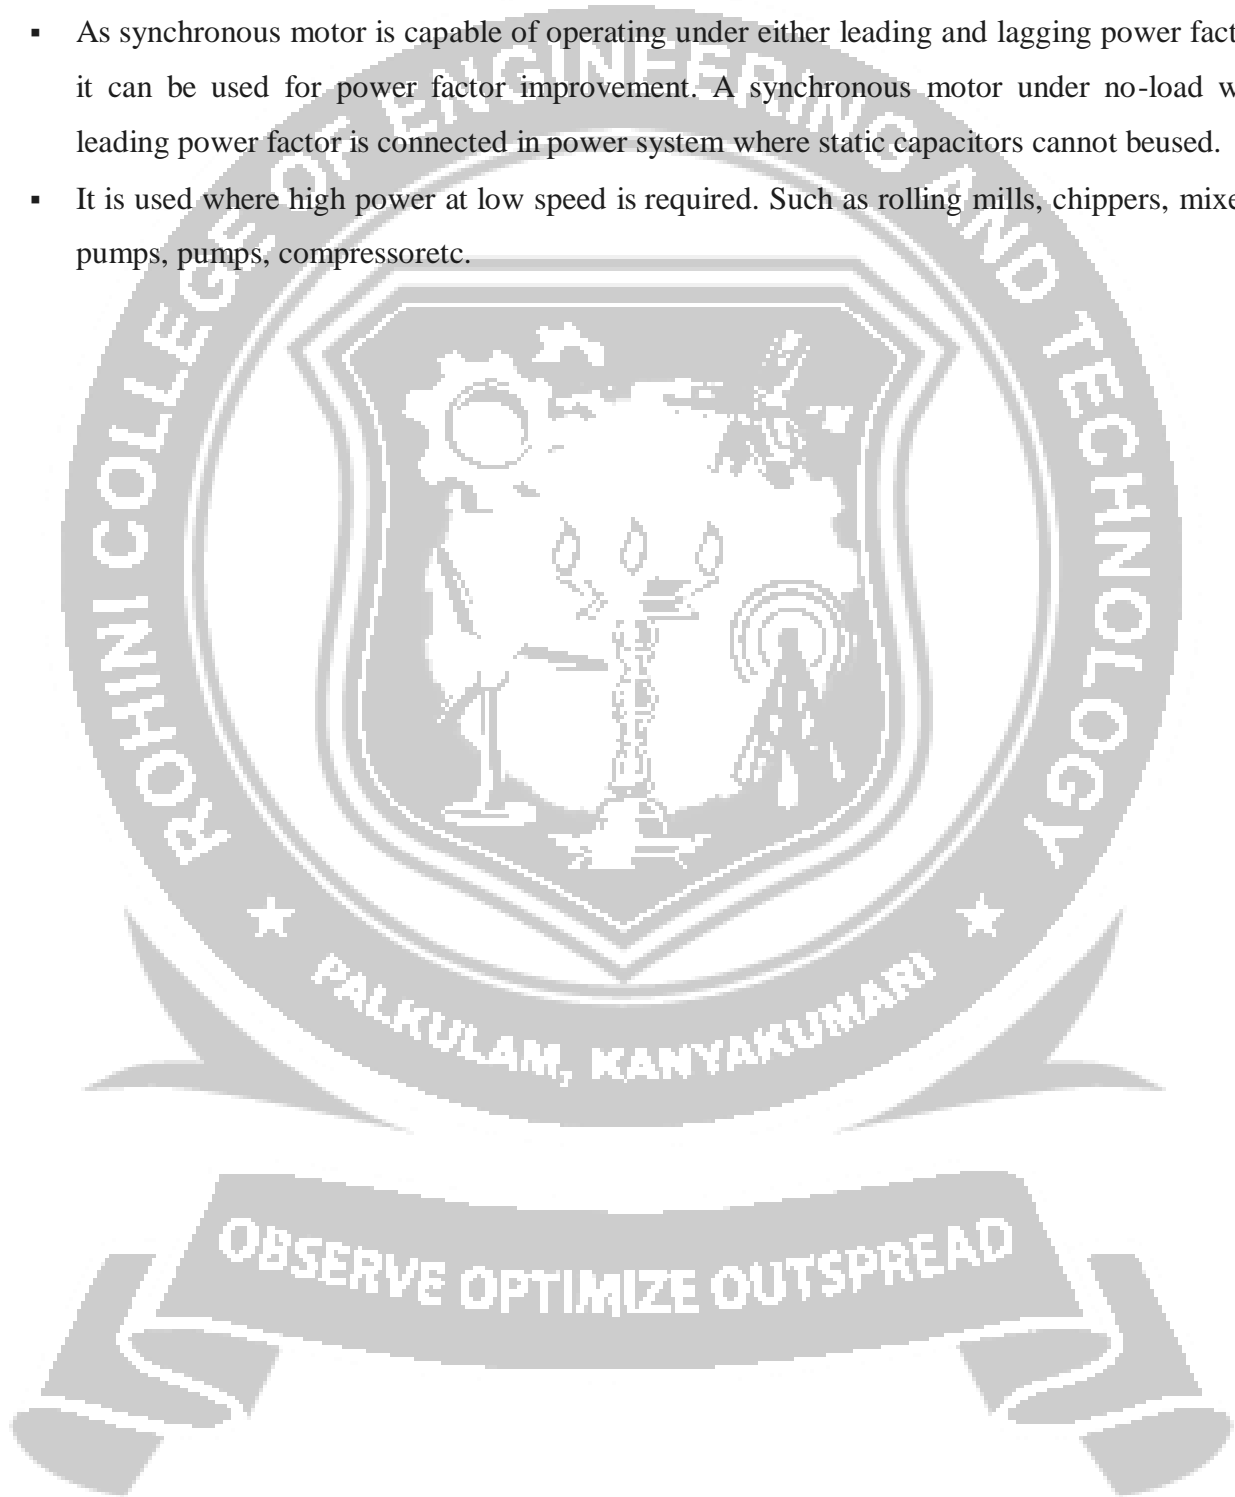 ▪ As synchronous motor is capable of operating under either leading and lagging power fact
it can be used for power factor improvement. A synchronous motor under no-load w
leading power factor is connected in power system where static capacitors cannot beused.
▪ It is used where high power at low speed is required. Such as rolling mills, chippers, mixe
pumps, pumps, compressoretc.
ROHINI COLLEGE OF ENGINEERING AND TECHNOLOGY
PALKULAM, KANYAKUMARI
OBSERVE OPTIMIZE OUTSPREAD